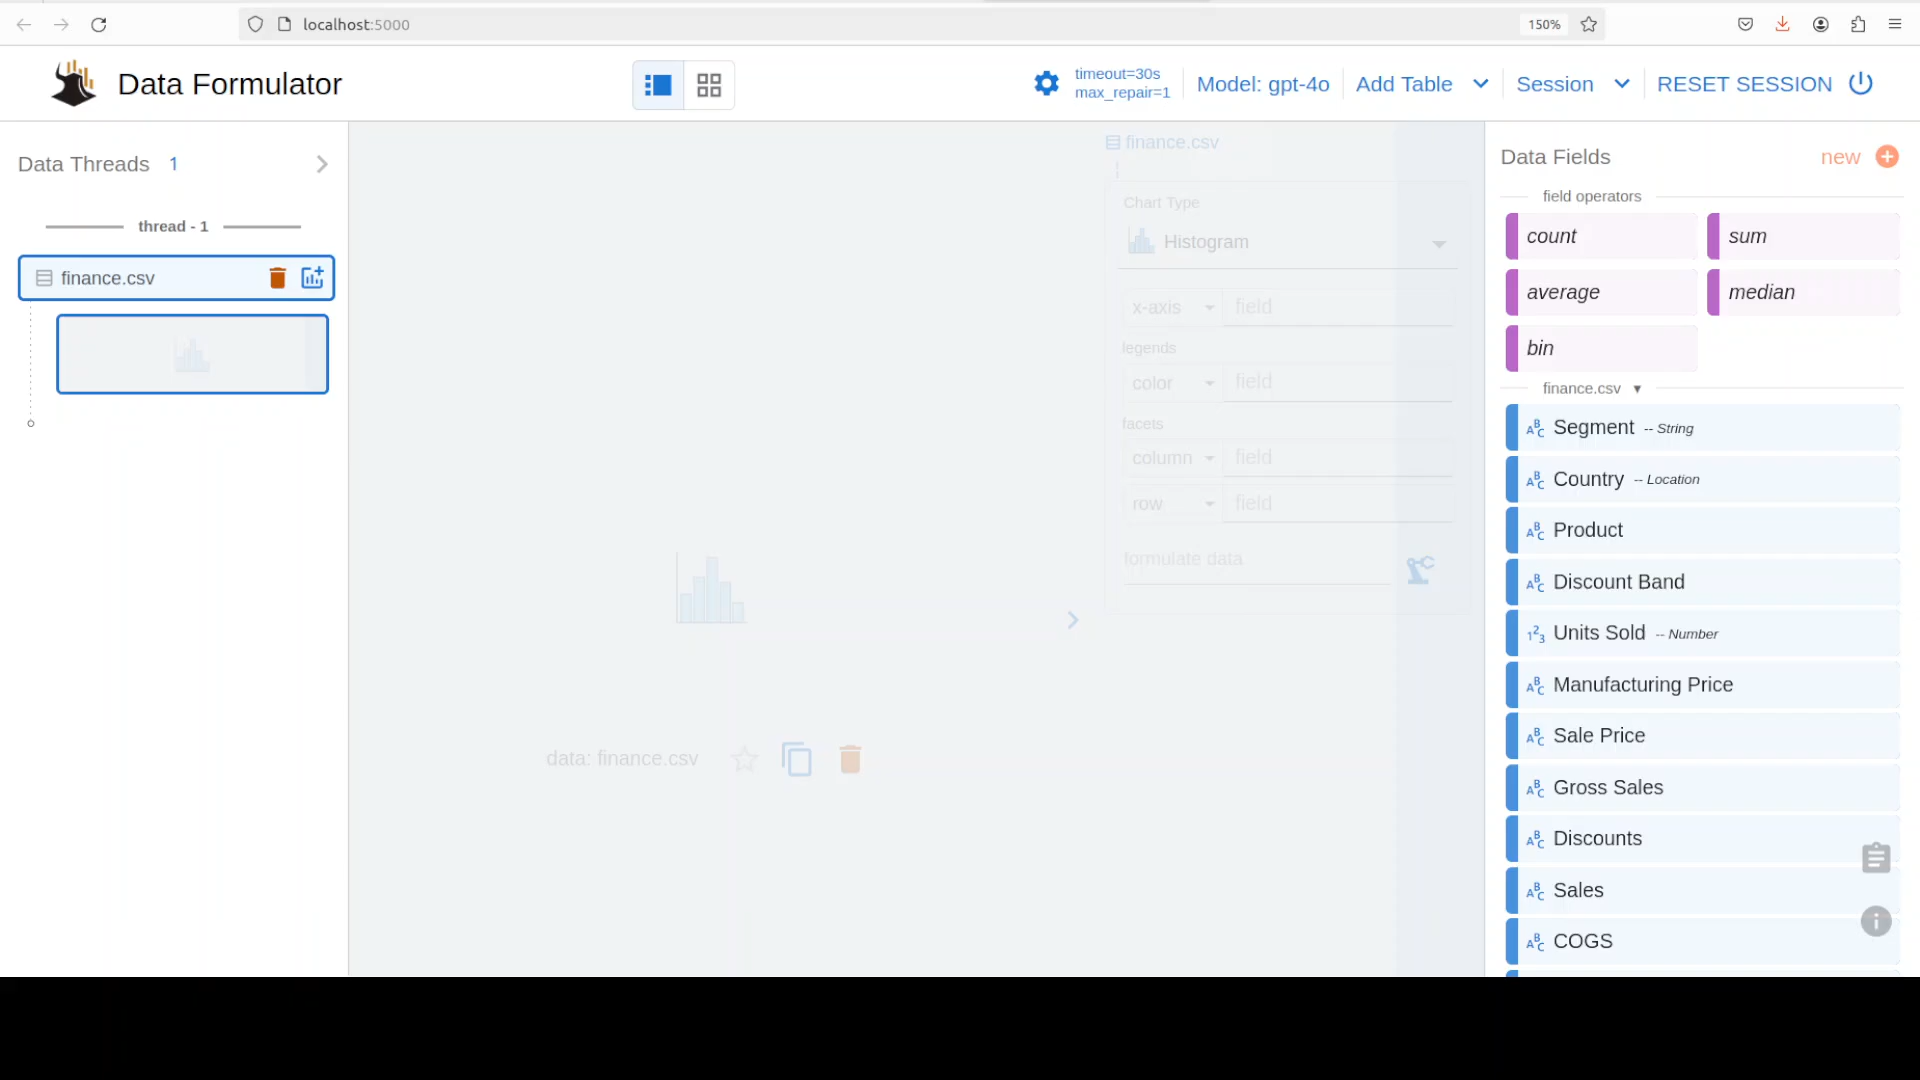 localhost:5000
150%
Data Formulator
timeout=30s
max_repair=1
Model: gpt-4o
Add Table
Session
RESET SESSION
Data Threads 1
thread - 1
finance.csv
finance.csv
Chart Type
Histogram
x-axis field
legends
color field
facets
column field
row field
formulate data
data: finance.csv
Data Fields
new
field operators
count
sum
average
median
bin
finance.csv
Segment -- String
Country -- Location
Product
Discount Band
Units Sold -- Number
Manufacturing Price
Sale Price
Gross Sales
Discounts
Sales
COGS